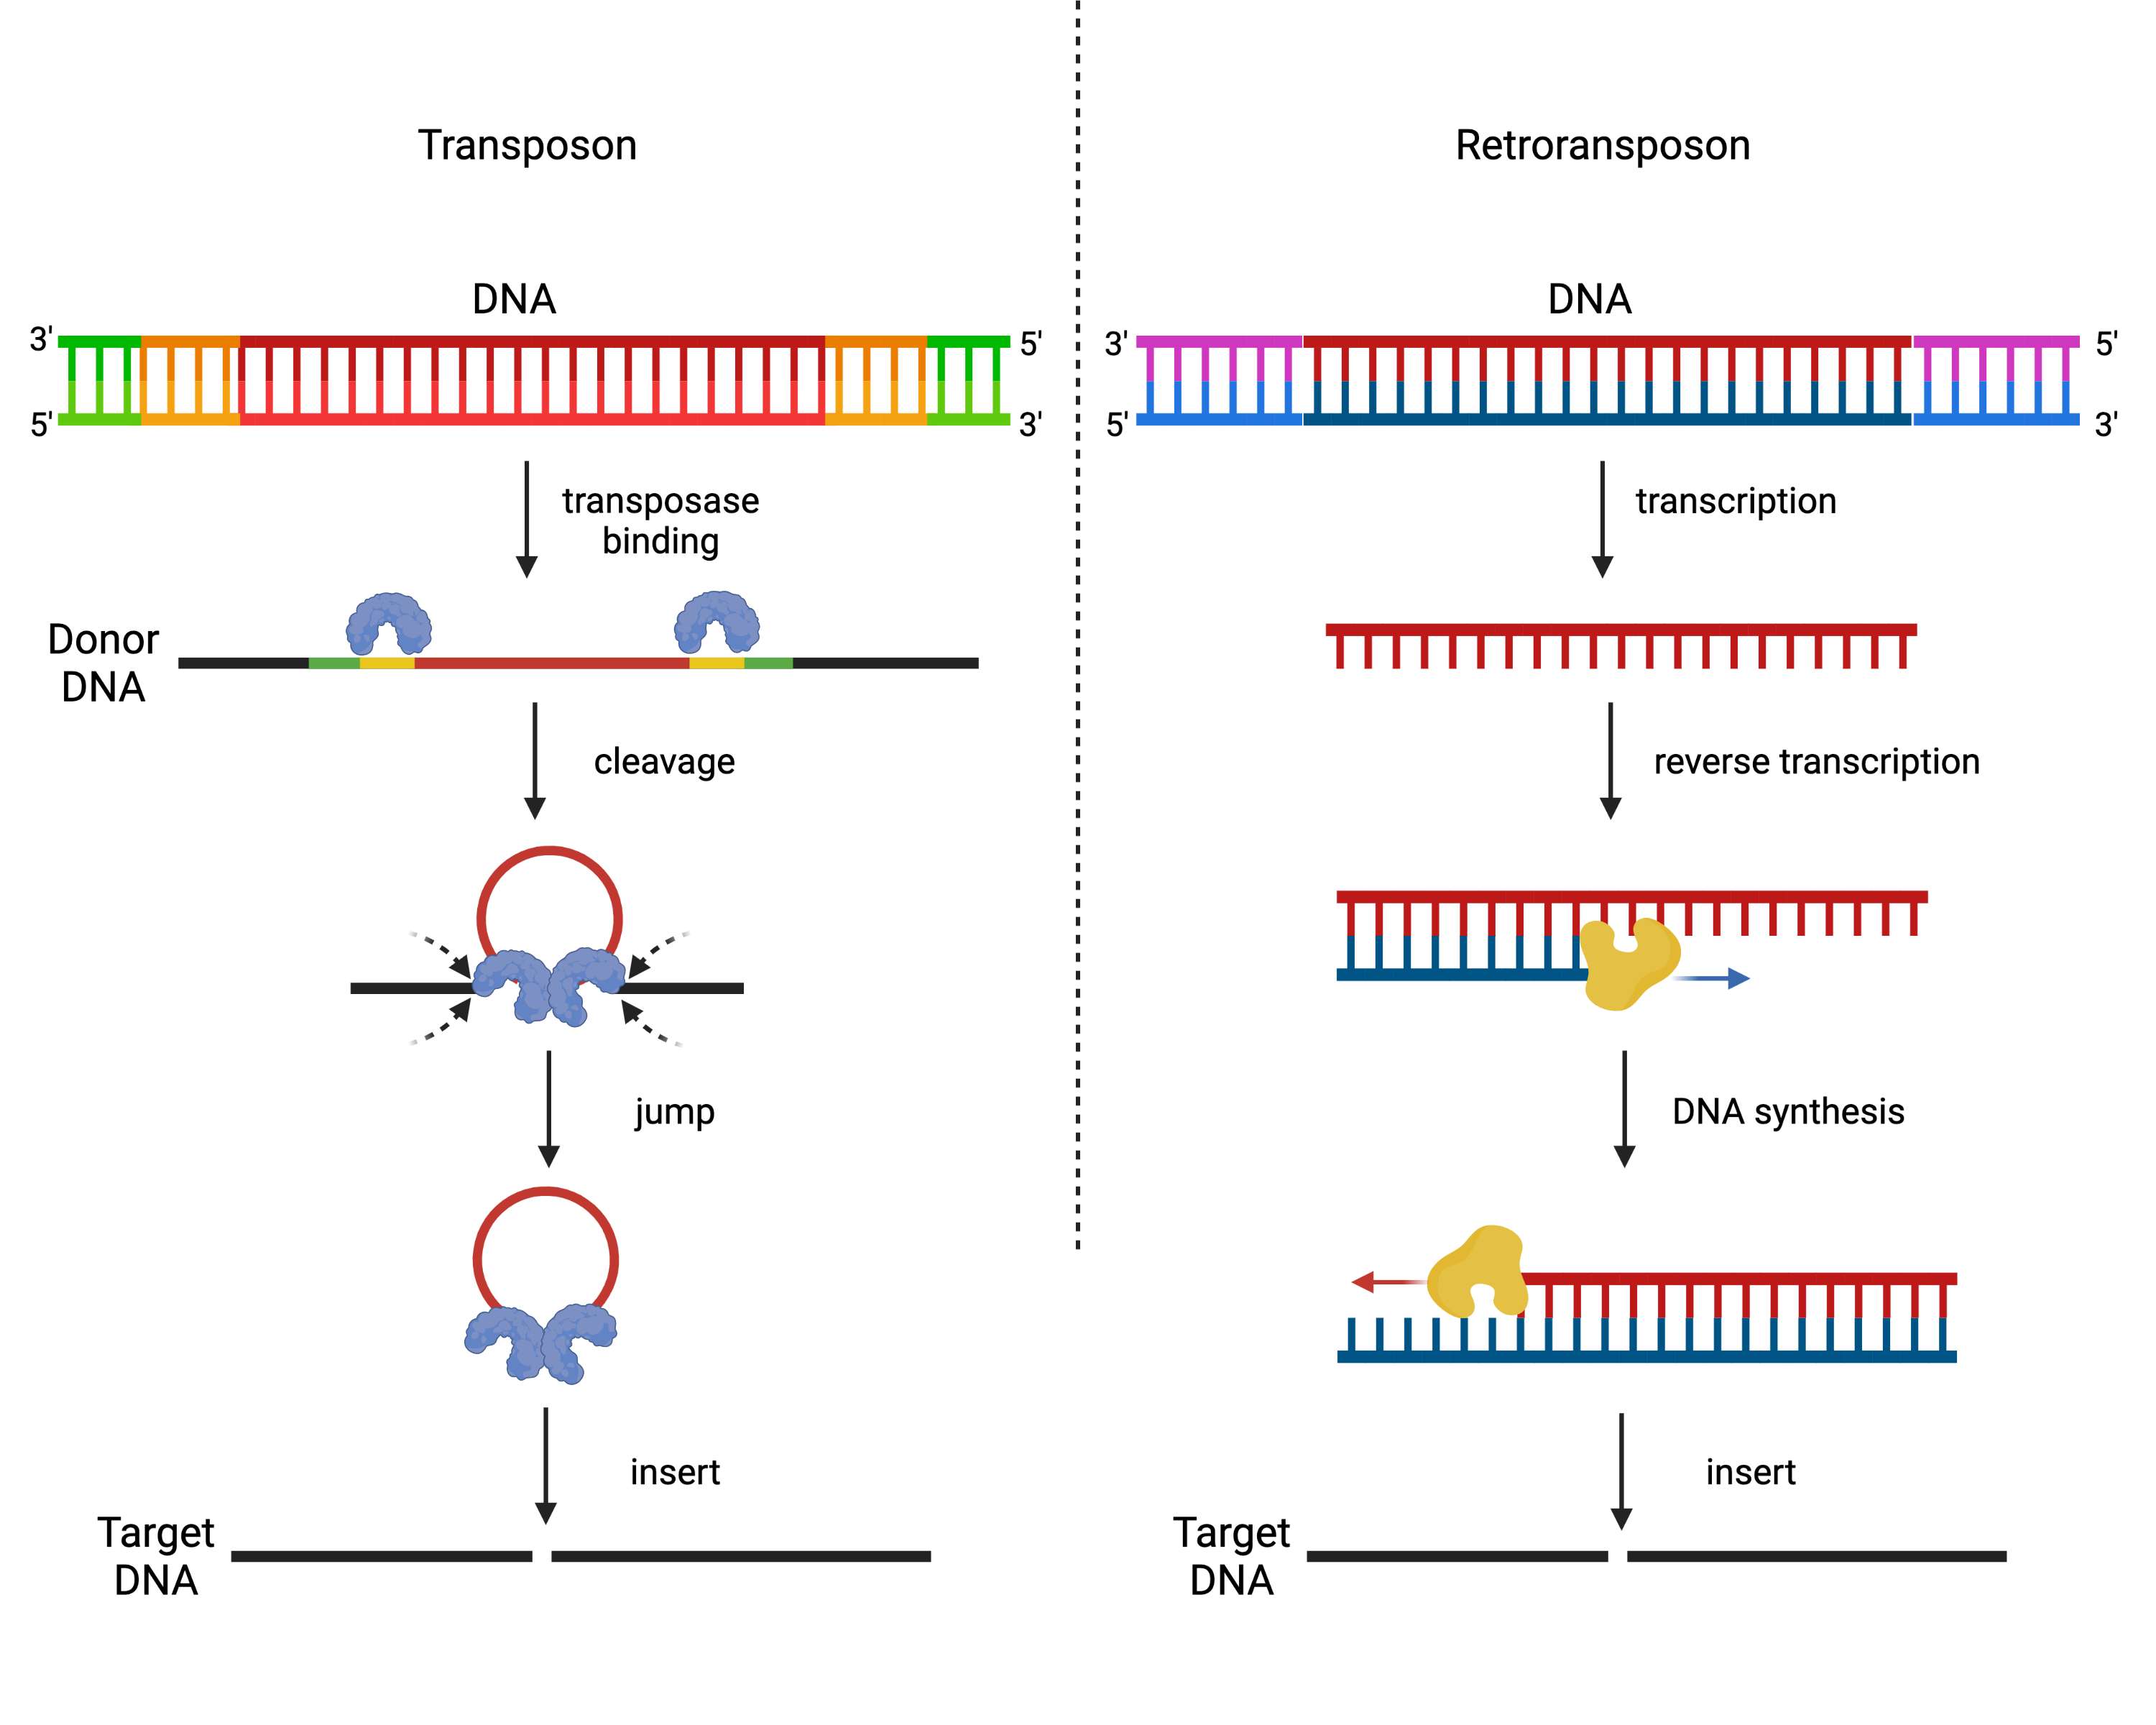 Transposon
DNA
3'
5'
5'
3'
transposase
binding
Donor
DNA
cleavage
jump
insert
Target
DNA
Retroransposon
DNA
3'
5'
5'
3'
transcription
reverse transcription
DNA synthesis
insert
Target
DNA